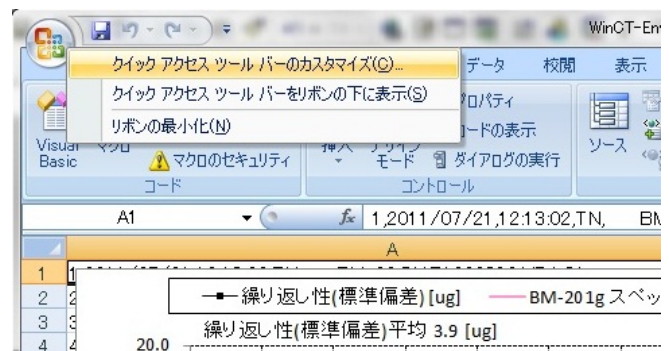 WinCT-En
クイック アクセス ツール バーのカスタマイズ(C)...
データ 校閲 表示
クイック アクセス ツール バーをリボンの下に表示(S)
リボンの最小化(N)
プロパティ
コードの表示
Visual Basic
マクロのセキュリティ
挿入 デザイン モード
ダイアログの実行
ソース
コード
コントロール
A1
fx 1,2011/07/21,12:13:02,TN, BM
A
1
2 2
3 3
4 4
繰り返し性(標準偏差)[ug] BM-201g スペッ
繰り返し性(標準偏差)平均 3.9 [ug]
20.0